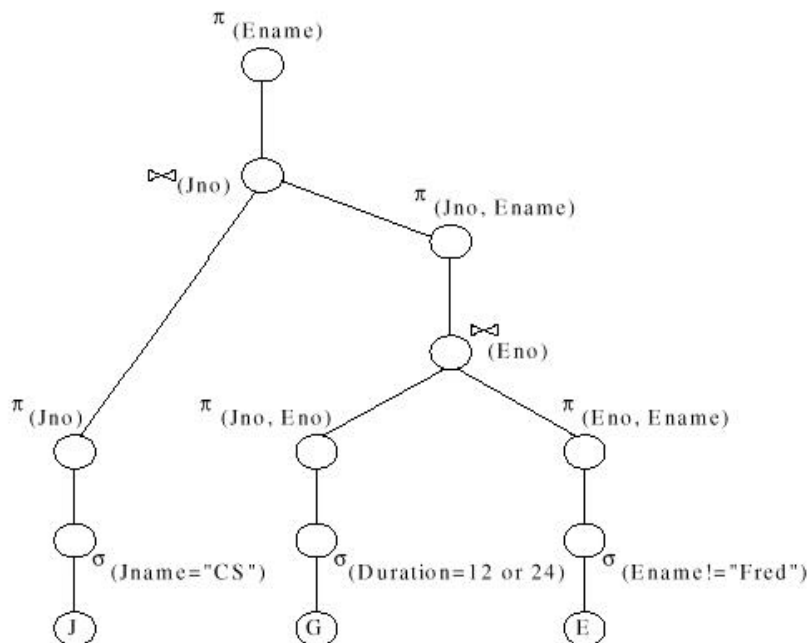 π (Ename)
⋈ (Jno)
π (Jno, Ename)
⋈ (Eno)
π (Jno)
π (Jno, Eno)
π (Eno, Ename)
σ (Jname="CS")
σ (Duration=12 or 24)
σ (Ename!="Fred")
J
G
E